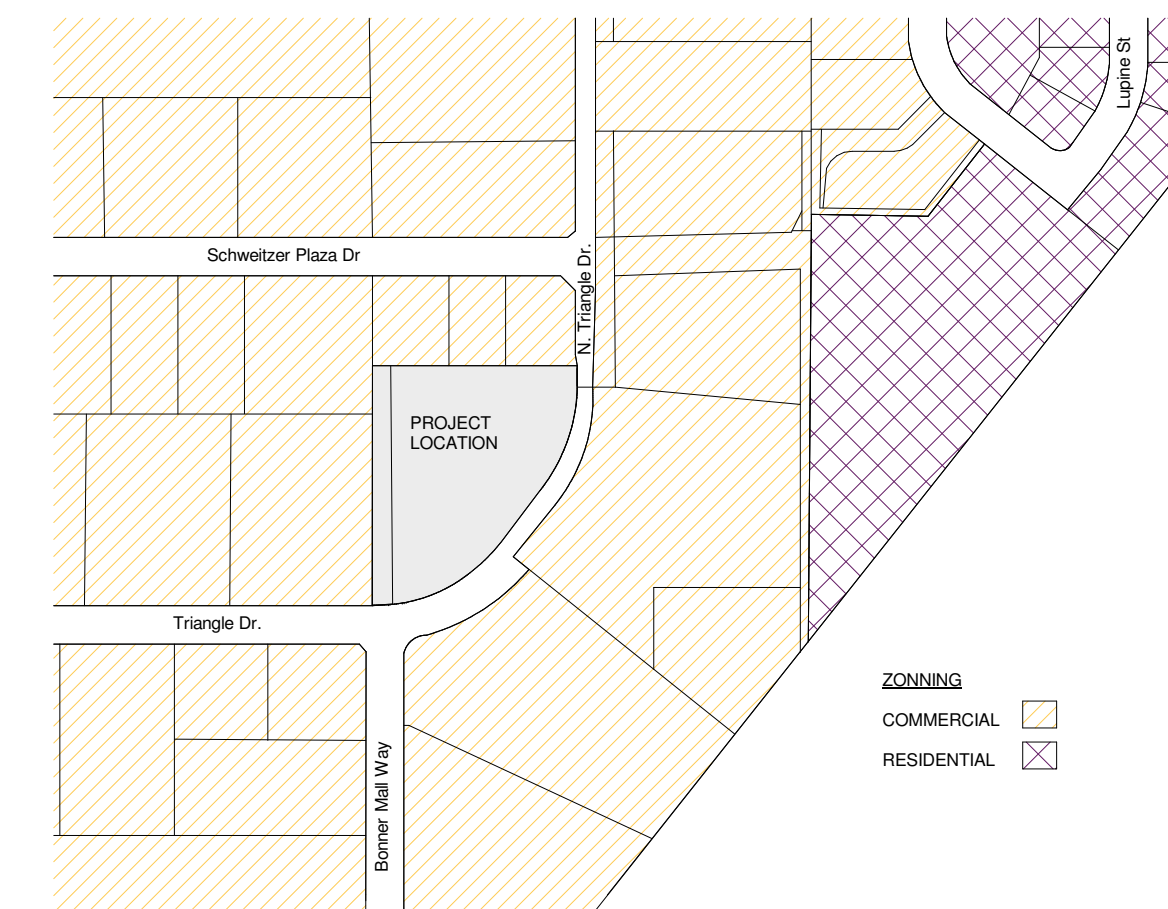 Lupine St
Schweitzer Plaza Dr
N. Triangle Dr.
PROJECT
LOCATION
Triangle Dr.
ZONNING
COMMERCIAL
RESIDENTIAL
Bonner Mall Way